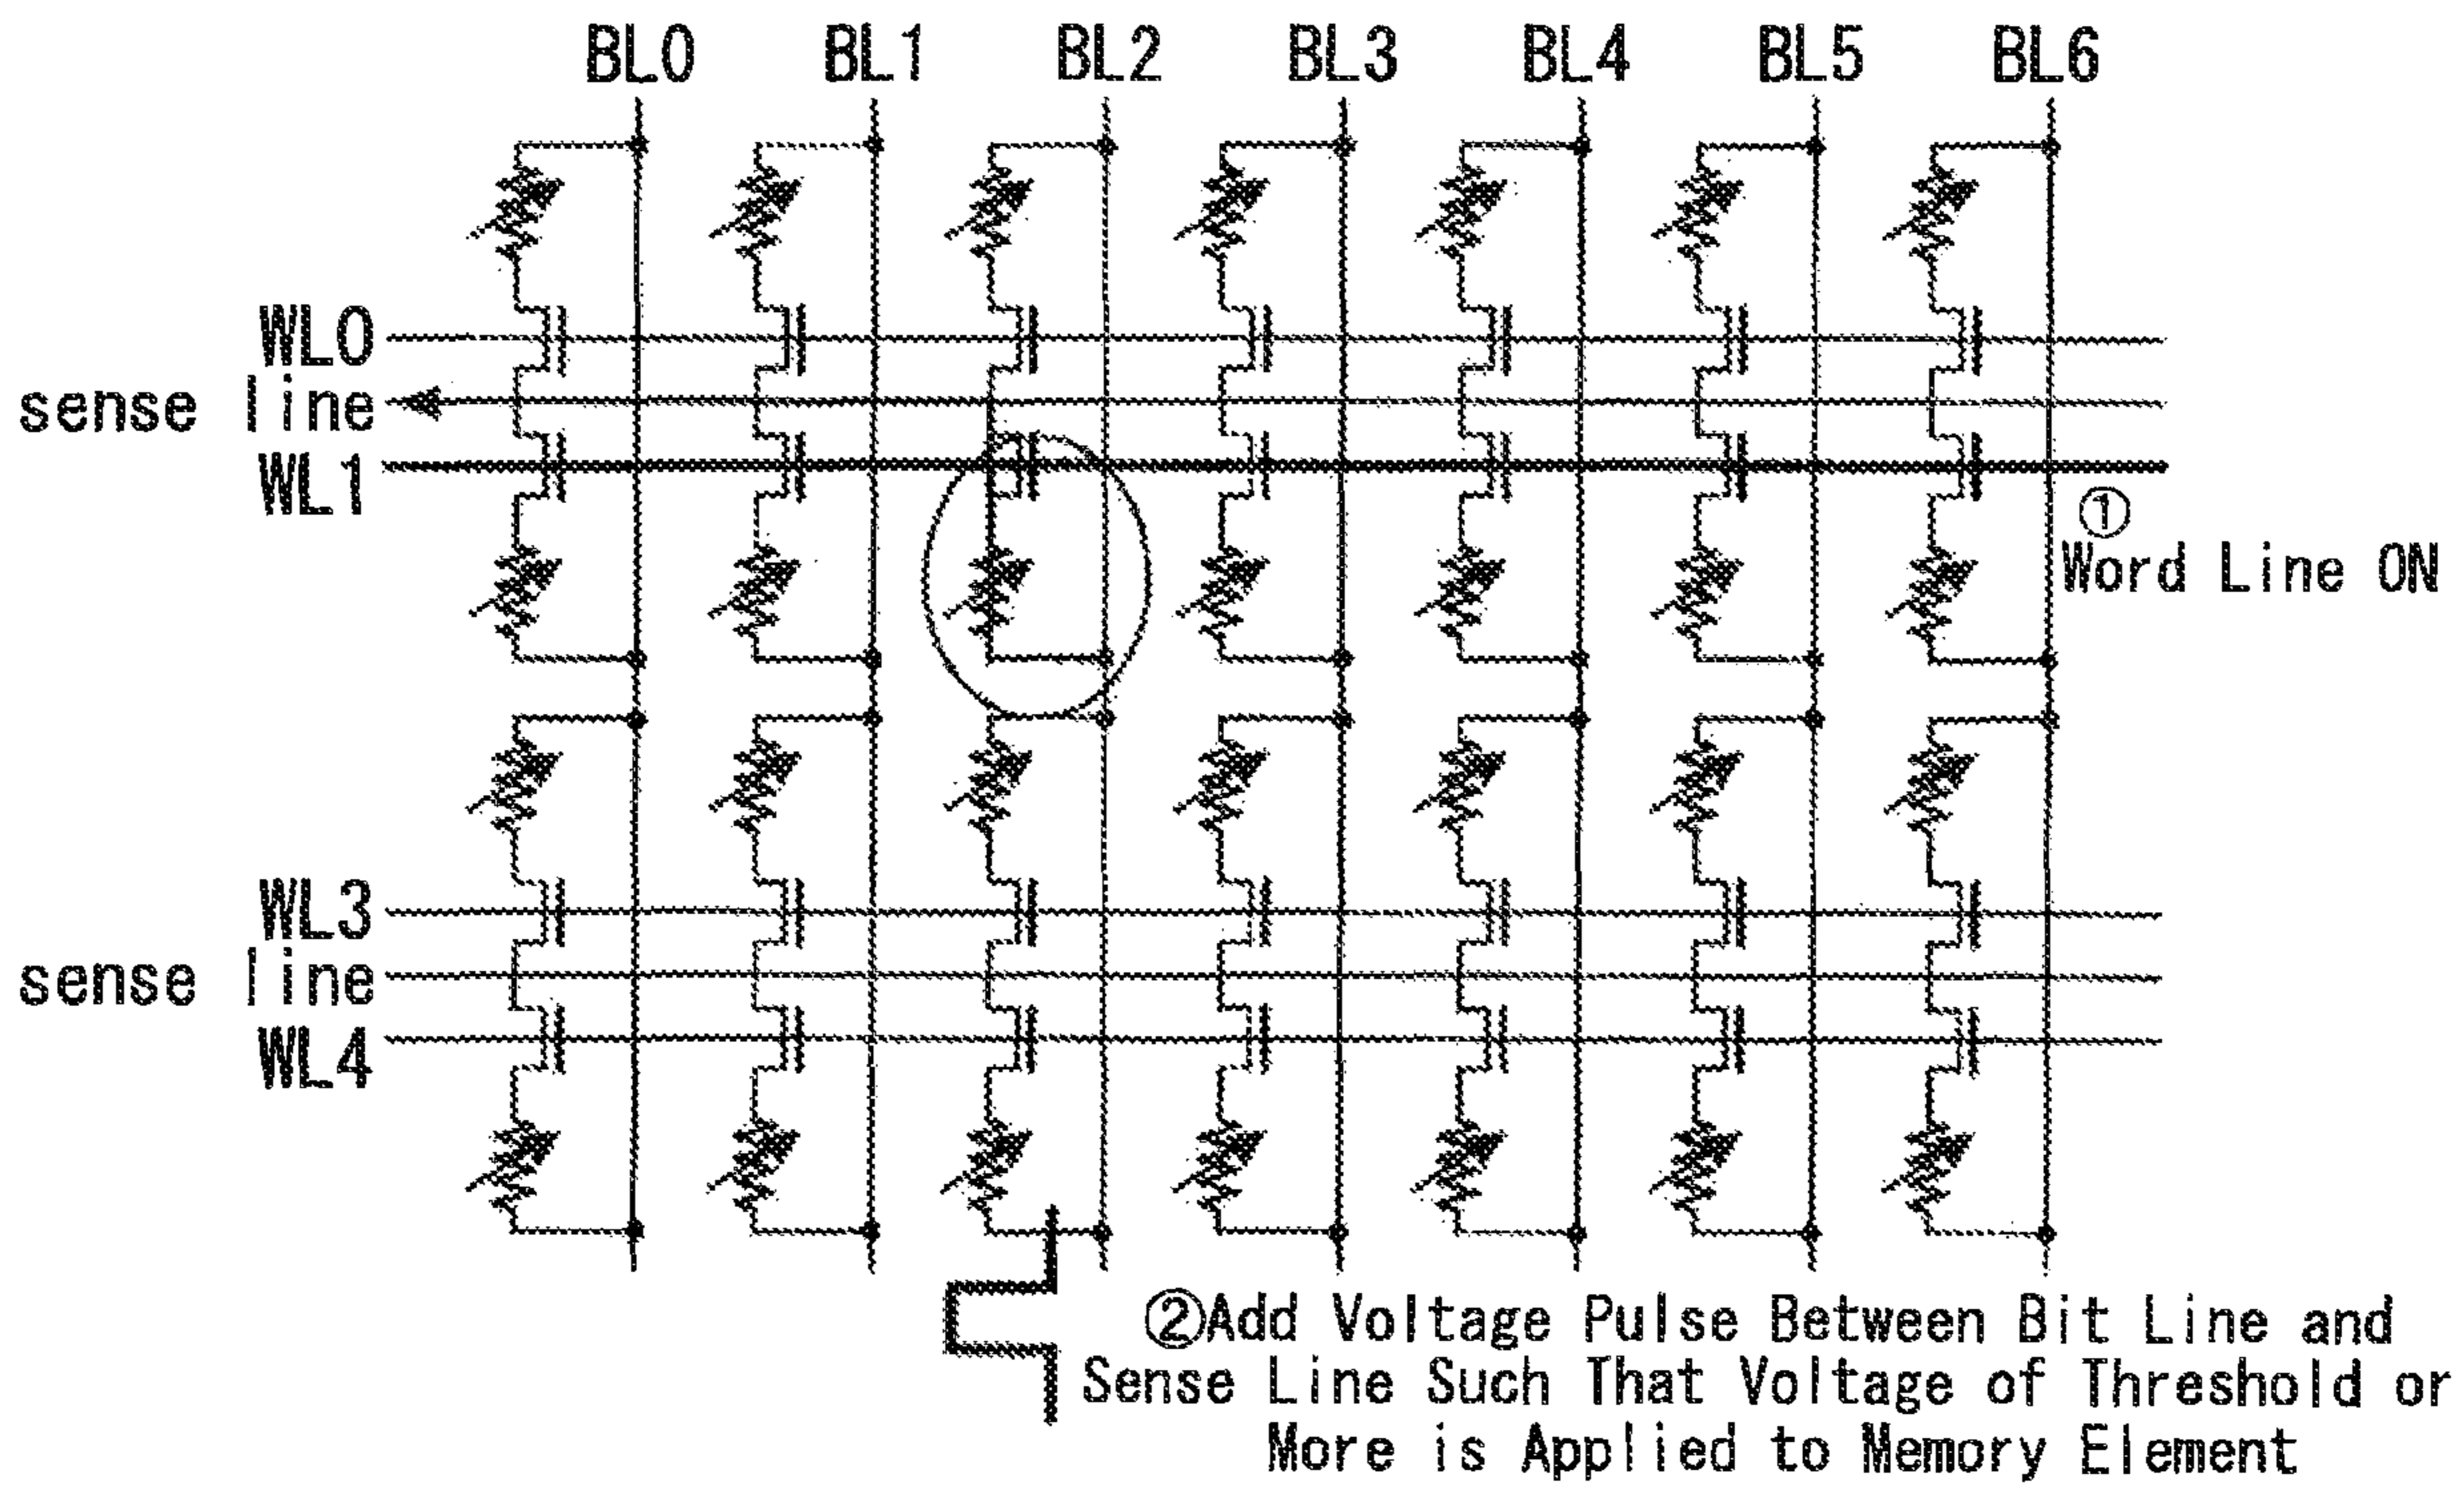 BL0 BL1 BL2 BL3 BL4 BL5 BL6
WL0
sense line
WL1
①
Word Line ON
WL3
sense line
WL4
②Add Voltage Pulse Between Bit Line and
Sense Line Such That Voltage of Threshold or
More is Applied to Memory Element